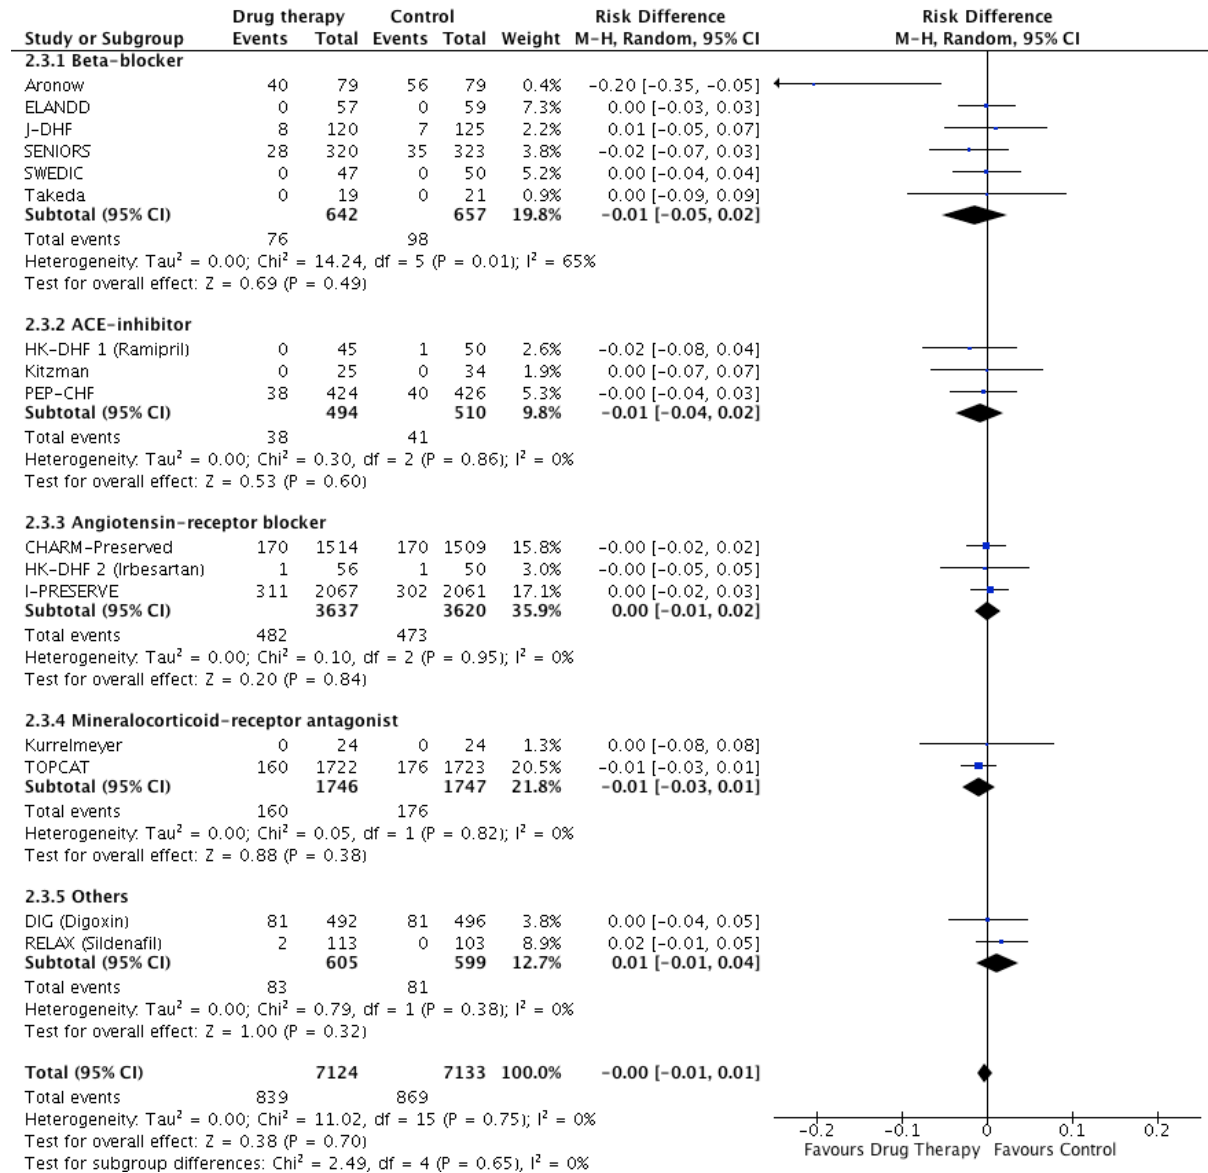 Drug therapy Control Risk Difference Risk Difference
Study or Subgroup Events Total Events Total Weight M-H, Random, 95% CI M-H, Random, 95% CI
2.3.1 Beta-blocker
Aronow 40 79 56 79 0.4% -0.20 [-0.35, -0.05]
ELANDD 0 57 0 59 7.3% 0.00 [-0.03, 0.03]
J-DHF 8 120 7 125 2.2% 0.01 [-0.05, 0.07]
SENIORS 28 320 35 323 3.8% -0.02 [-0.07, 0.03]
SWEDIC 0 47 0 50 5.2% 0.00 [-0.04, 0.04]
Takeda 0 19 0 21 0.9% 0.00 [-0.09, 0.09]
Subtotal (95% CI) 642 657 19.8% -0.01 [-0.05, 0.02]
Total events 76 98
Heterogeneity: Tau² = 0.00; Chi² = 14.24, df = 5 (P = 0.01); I² = 65%
Test for overall effect: Z = 0.69 (P = 0.49)
2.3.2 ACE-inhibitor
HK-DHF 1 (Ramipril) 0 45 1 50 2.6% -0.02 [-0.08, 0.04]
Kitzman 0 25 0 34 1.9% 0.00 [-0.07, 0.07]
PEP-CHF 38 424 40 426 5.3% -0.00 [-0.04, 0.03]
Subtotal (95% CI) 494 510 9.8% -0.01 [-0.04, 0.02]
Total events 38 41
Heterogeneity: Tau² = 0.00; Chi² = 0.30, df = 2 (P = 0.86); I² = 0%
Test for overall effect: Z = 0.53 (P = 0.60)
2.3.3 Angiotensin-receptor blocker
CHARM-Preserved 170 1514 170 1509 15.8% -0.00 [-0.02, 0.02]
HK-DHF 2 (Irbesartan) 1 56 1 50 3.0% -0.00 [-0.05, 0.05]
I-PRESERVE 311 2067 302 2061 17.1% 0.00 [-0.02, 0.03]
Subtotal (95% CI) 3637 3620 35.9% 0.00 [-0.01, 0.02]
Total events 482 473
Heterogeneity: Tau² = 0.00; Chi² = 0.10, df = 2 (P = 0.95); I² = 0%
Test for overall effect: Z = 0.20 (P = 0.84)
2.3.4 Mineralocorticoid-receptor antagonist
Kurrelmeyer 0 24 0 24 1.3% 0.00 [-0.08, 0.08]
TOPCAT 160 1722 176 1723 20.5% -0.01 [-0.03, 0.01]
Subtotal (95% CI) 1746 1747 21.8% -0.01 [-0.03, 0.01]
Total events 160 176
Heterogeneity: Tau² = 0.00; Chi² = 0.05, df = 1 (P = 0.82); I² = 0%
Test for overall effect: Z = 0.88 (P = 0.38)
2.3.5 Others
DIG (Digoxin) 81 492 81 496 3.8% 0.00 [-0.04, 0.05]
RELAX (Sildenafil) 2 113 0 103 8.9% 0.02 [-0.01, 0.05]
Subtotal (95% CI) 605 599 12.7% 0.01 [-0.01, 0.04]
Total events 83 81
Heterogeneity: Tau² = 0.00; Chi² = 0.79, df = 1 (P = 0.38); I² = 0%
Test for overall effect: Z = 1.00 (P = 0.32)
Total (95% CI) 7124 7133 100.0% -0.00 [-0.01, 0.01]
Total events 839 869
Heterogeneity: Tau² = 0.00; Chi² = 11.02, df = 15 (P = 0.75); I² = 0%
Test for overall effect: Z = 0.38 (P = 0.70)
Test for subgroup differences: Chi² = 2.49, df = 4 (P = 0.65), I² = 0%
-0.2 -0.1 0 0.1 0.2
Favours Drug Therapy Favours Control